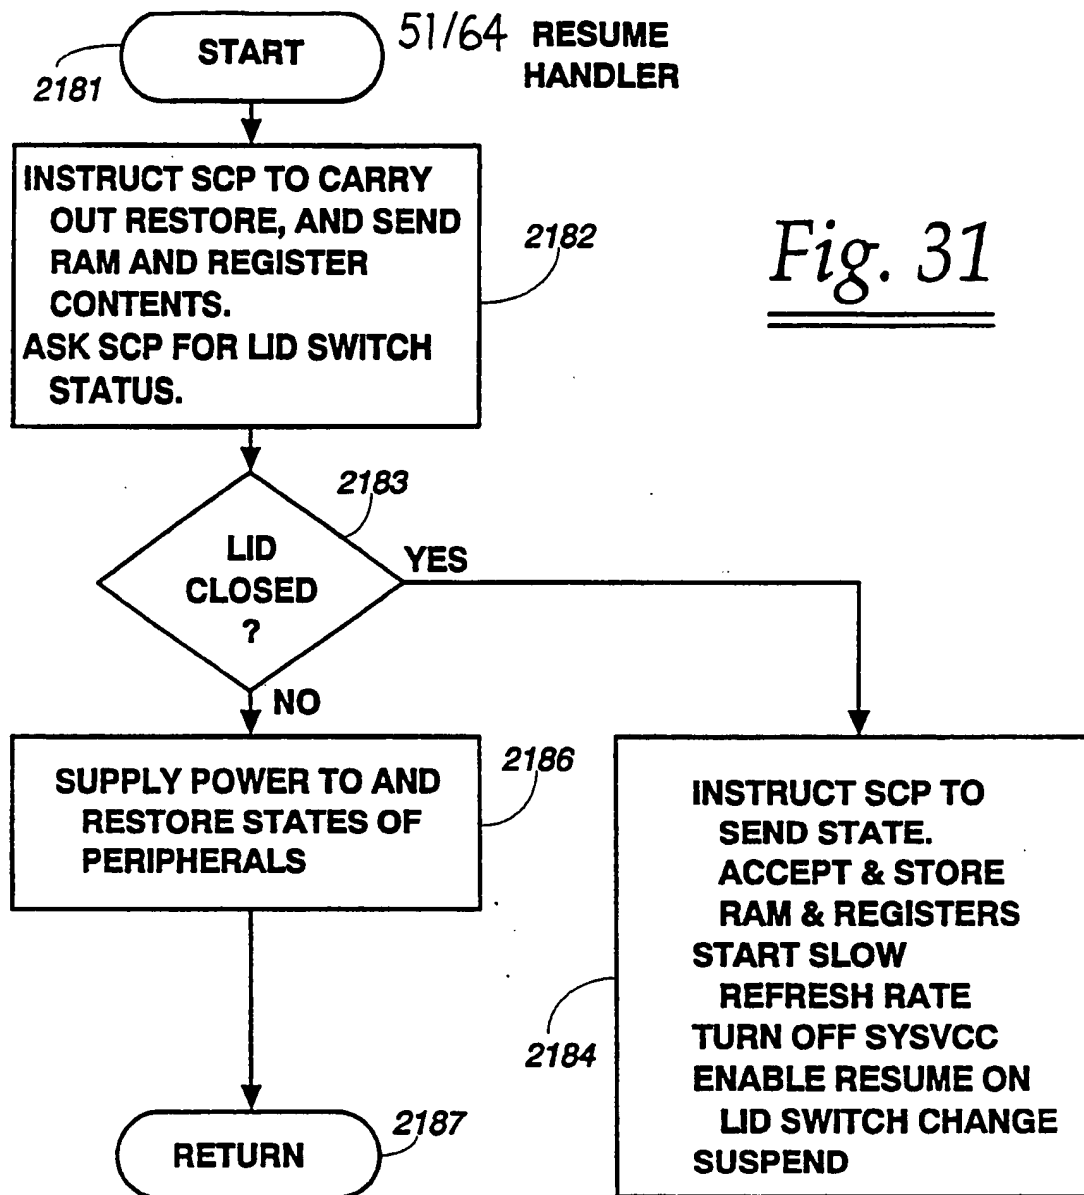 START
51/64 RESUME
HANDLER
2181
INSTRUCT SCP TO CARRY
OUT RESTORE, AND SEND
RAM AND REGISTER
CONTENTS.
ASK SCP FOR LID SWITCH
STATUS.
2182
Fig. 31
2183
LID
CLOSED
?
YES
NO
SUPPLY POWER TO AND
RESTORE STATES OF
PERIPHERALS
2186
INSTRUCT SCP TO
SEND STATE.
ACCEPT & STORE
RAM & REGISTERS
START SLOW
REFRESH RATE
TURN OFF SYSVCC
ENABLE RESUME ON
LID SWITCH CHANGE
SUSPEND
2184
RETURN
2187